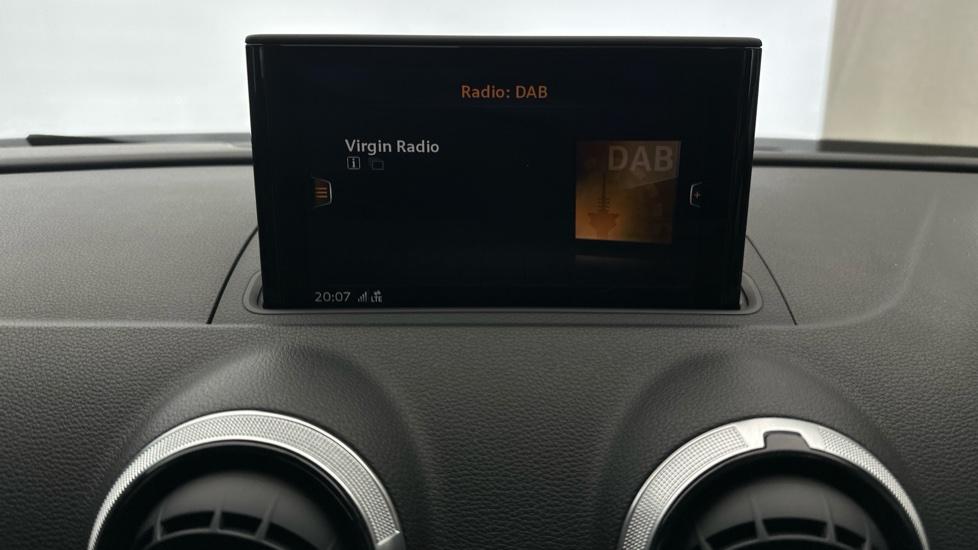 Radio: DAB
Virgin Radio
DAB
20:07 LTE